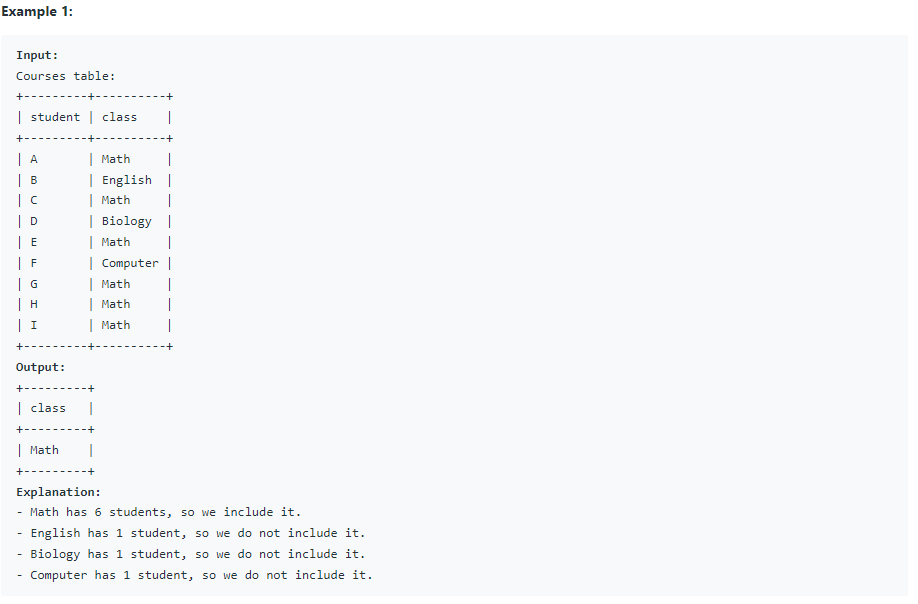 Example 1:
Input:
Courses table:
+---------+----------+
| student | class    |
+---------+----------+
| A       | Math     |
| B       | English  |
| C       | Math     |
| D       | Biology  |
| E       | Math     |
| F       | Computer |
| G       | Math     |
| H       | Math     |
| I       | Math     |
+---------+----------+
Output:
+---------+
| class   |
+---------+
| Math    |
+---------+
Explanation:
- Math has 6 students, so we include it.
- English has 1 student, so we do not include it.
- Biology has 1 student, so we do not include it.
- Computer has 1 student, so we do not include it.